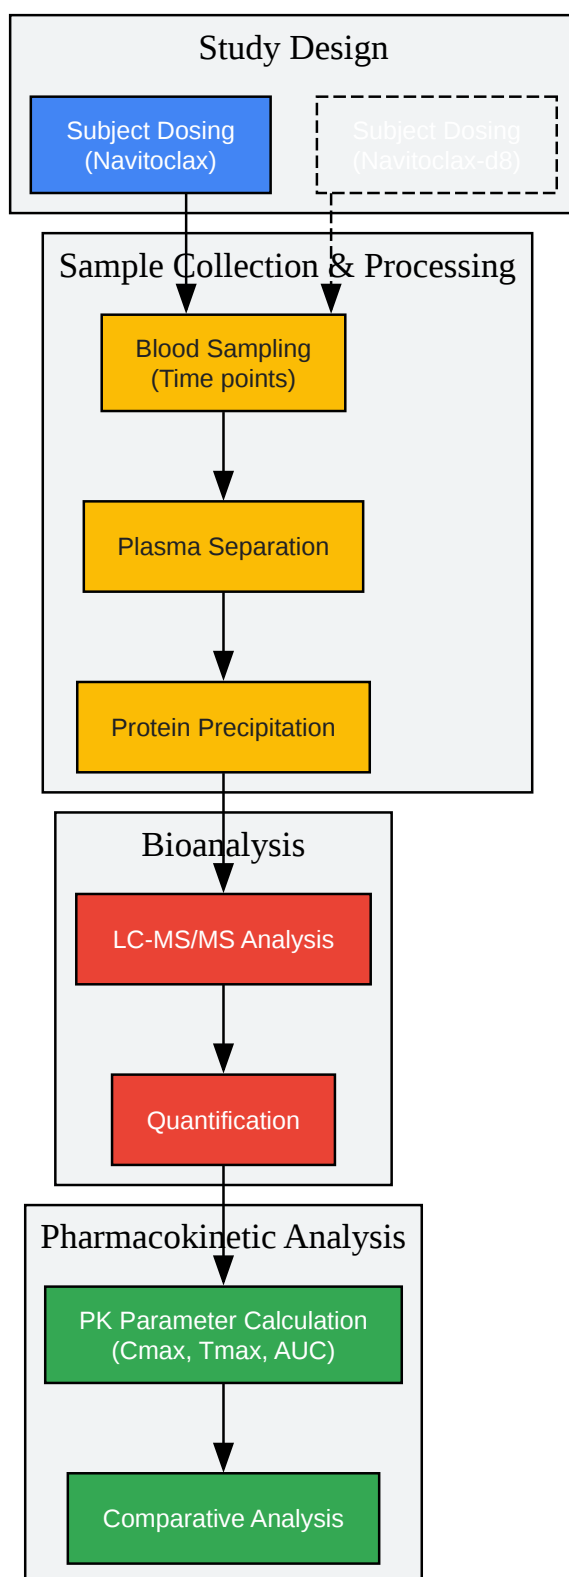 Study Design
Subject Dosing
(Navitoclax)
Subject Dosing
(Navitoclax-d8)
Sample Collection & Processing
Blood Sampling
(Time points)
Plasma Separation
Protein Precipitation
Bioanalysis
LC-MS/MS Analysis
Quantification
Pharmacokinetic Analysis
PK Parameter Calculation
(Cmax, Tmax, AUC)
Comparative Analysis